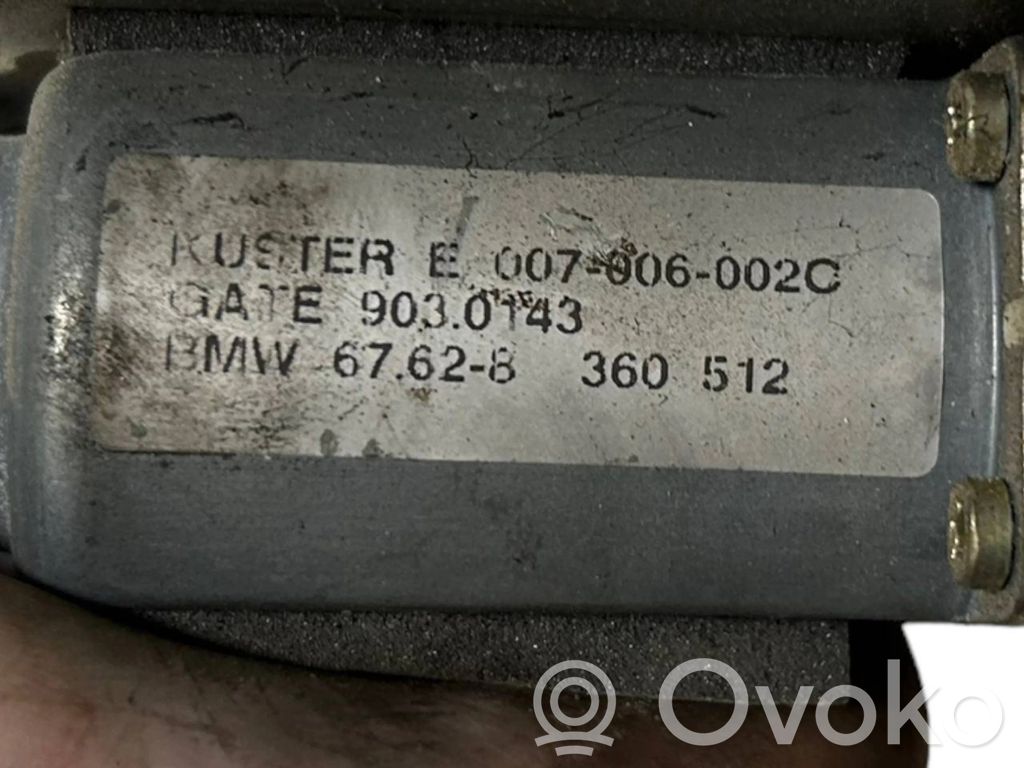 KUSTER E 007-006-002C
GATE 903.0143
BMW 67.62-8 360 512
Ovoko